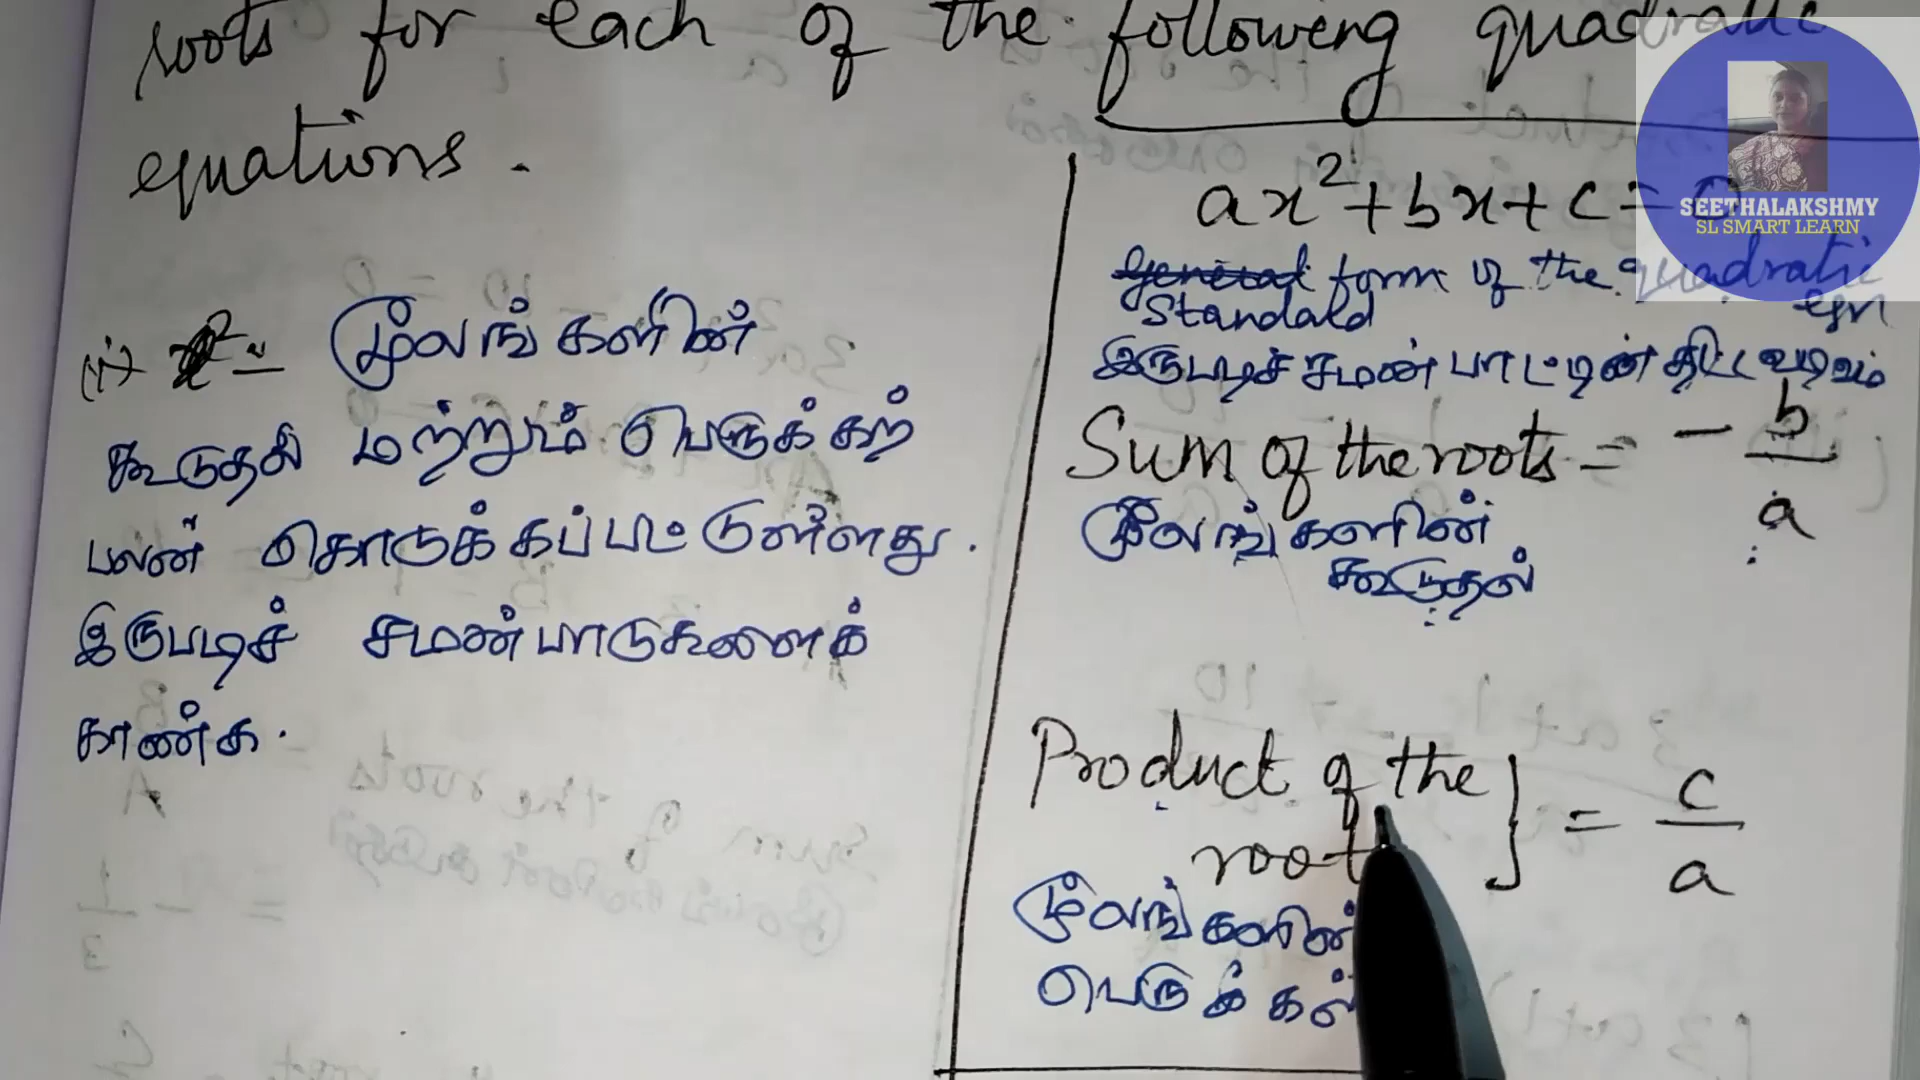 roots for each of the following quadratic
equations.
(i) மூலங்களின்
கூடுதல் மற்றும் பெருக்கற்
பலன் கொடுக்கப்பட்டுள்ளது.
இருபடிச் சமன்பாடுகளைக்
காண்க.
ax²+bx+c=0
General form of the quadratic
Standard eqn
இருபடிச் சமன்பாட்டின் திட்ட வடிவம்
Sum of the roots = -b/a
மூலங்களின்
கூடுதல்
Product of the
root } = c/a
மூலங்களின்
பெருக்கல்
SEETHALAKSHMY
SL SMART LEARN